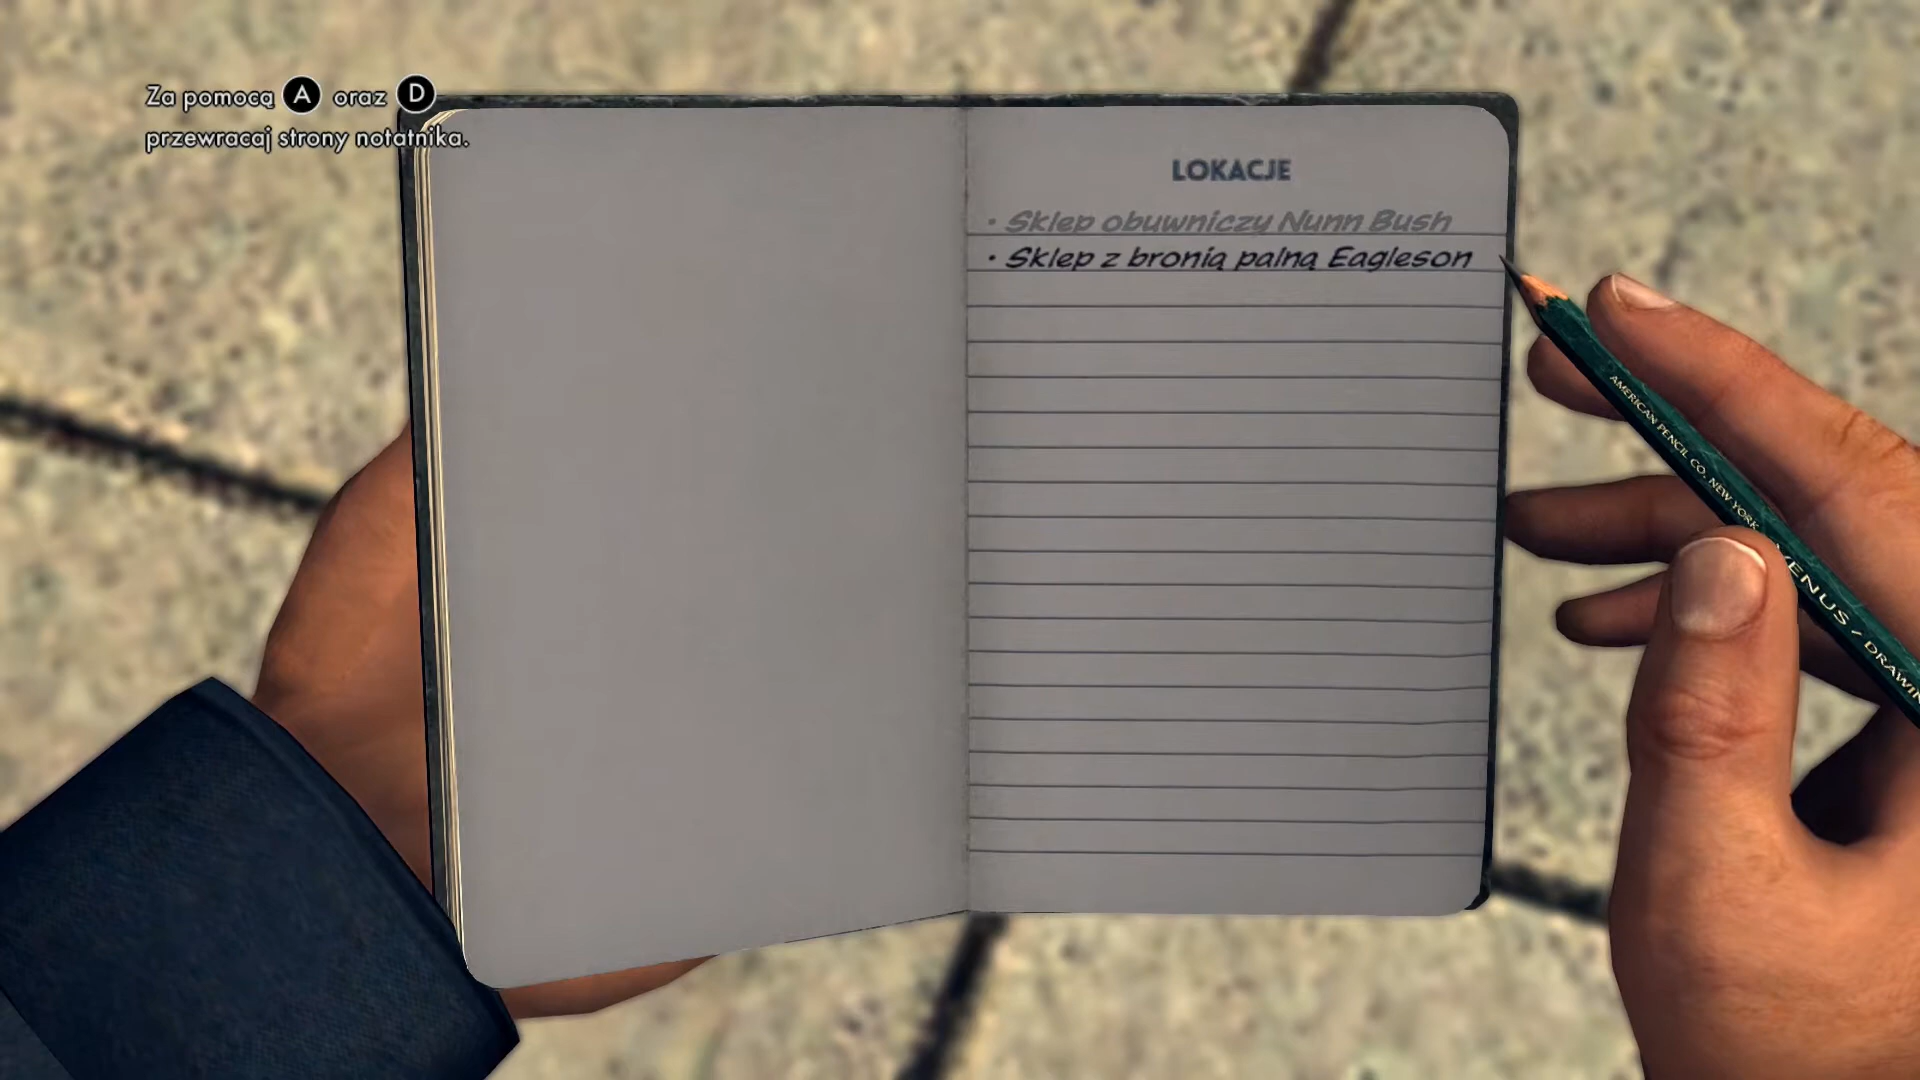 Za pomocą A oraz D
przewracaj strony notatnika.
LOKACJE
• Sklep obuwniczy Nunn Bush
• Sklep z bronią palną Eagleson
AMERICAN PENCIL CO. NEW YORK
VENUS / DRAWIN